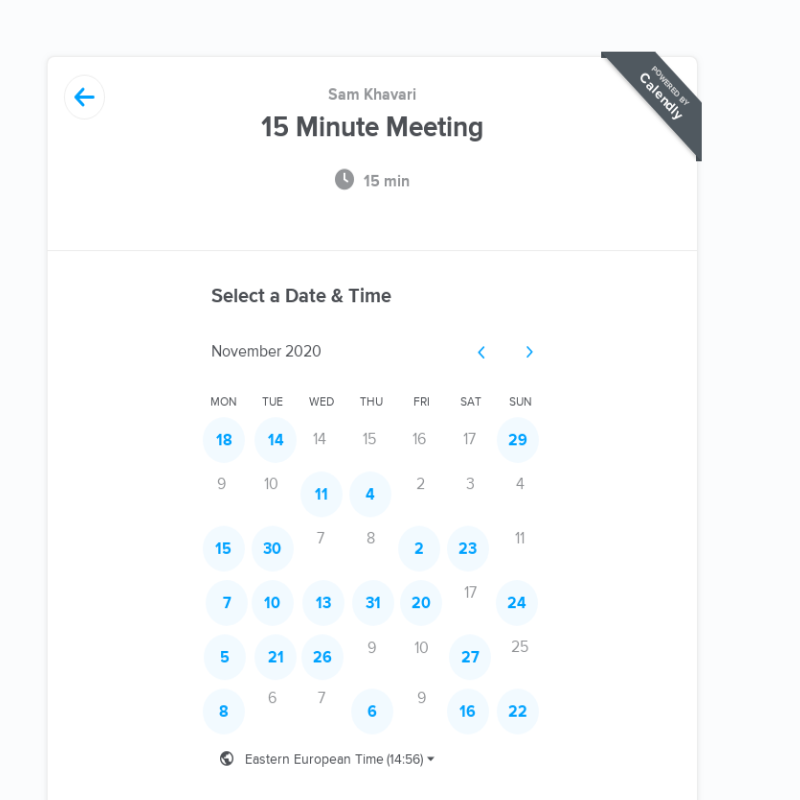 POWERED BY
Calendly
Sam Khavari
15 Minute Meeting
15 min
Select a Date & Time
November 2020
MON TUE WED THU FRI SAT SUN
18 14 14 15 16 17 29
9 10 11 4 2 3 4
15 30 7 8 2 23 11
7 10 13 31 20 17 24
5 21 26 9 10 27 25
8 6 7 6 9 16 22
Eastern European Time (14:56)